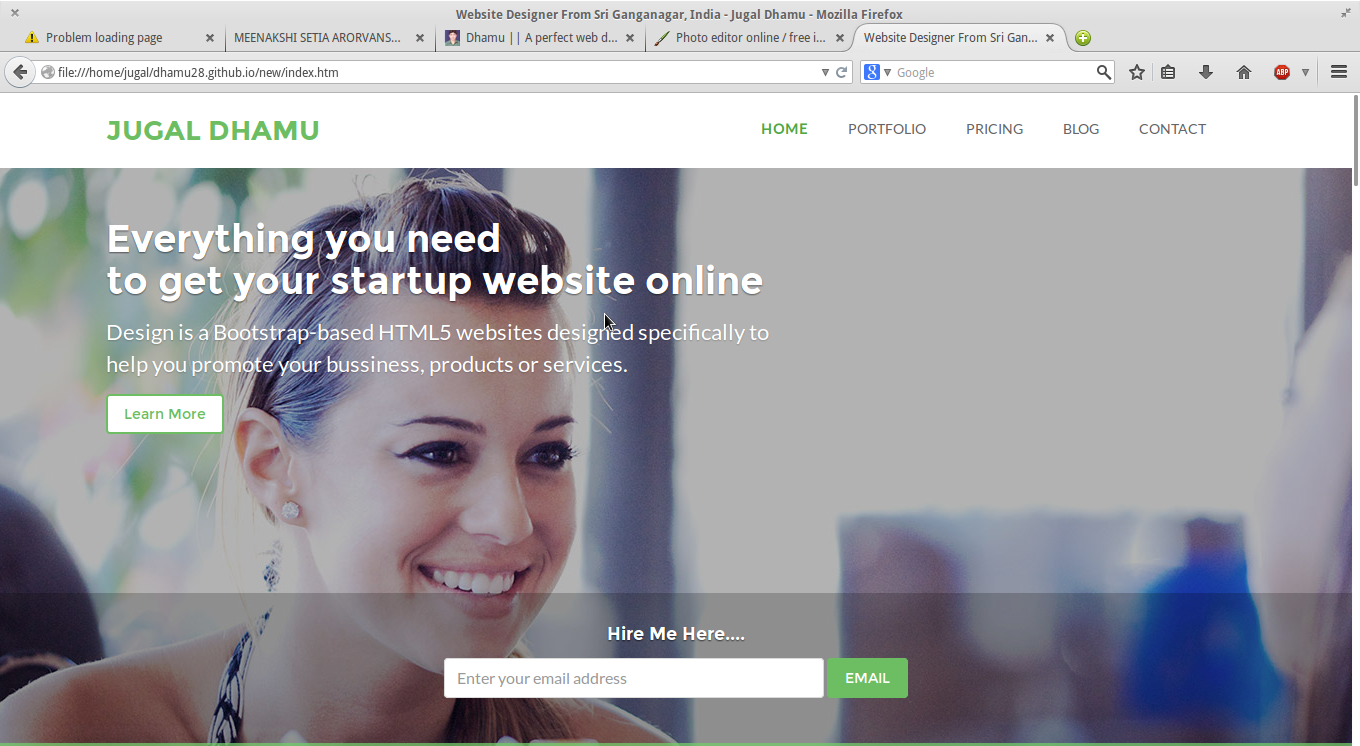 Website Designer From Sri Ganganagar, India - Jugal Dhamu - Mozilla Firefox
Problem loading page
MEENAKSHI SETIA ARORVANS...
Dhamu || A perfect web d...
Photo editor online / free i...
Website Designer From Sri Gan...
file:///home/jugal/dhamu28.github.io/new/index.htm
8
Google
ABP
JUGAL DHAMU
HOME
PORTFOLIO
PRICING
BLOG
CONTACT
Everything you need
to get your startup website online
Design is a Bootstrap-based HTML5 websites designed specifically to
help you promote your bussiness, products or services.
Learn More
Hire Me Here....
Enter your email address
EMAIL